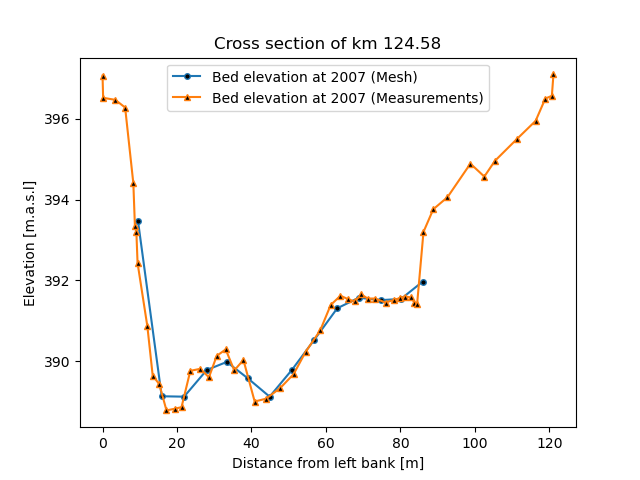 Cross section of km 124.58
Bed elevation at 2007 (Mesh)
Bed elevation at 2007 (Measurements)
396
394
392
390
Elevation [m.a.s.l]
0 20 40 60 80 100 120
Distance from left bank [m]